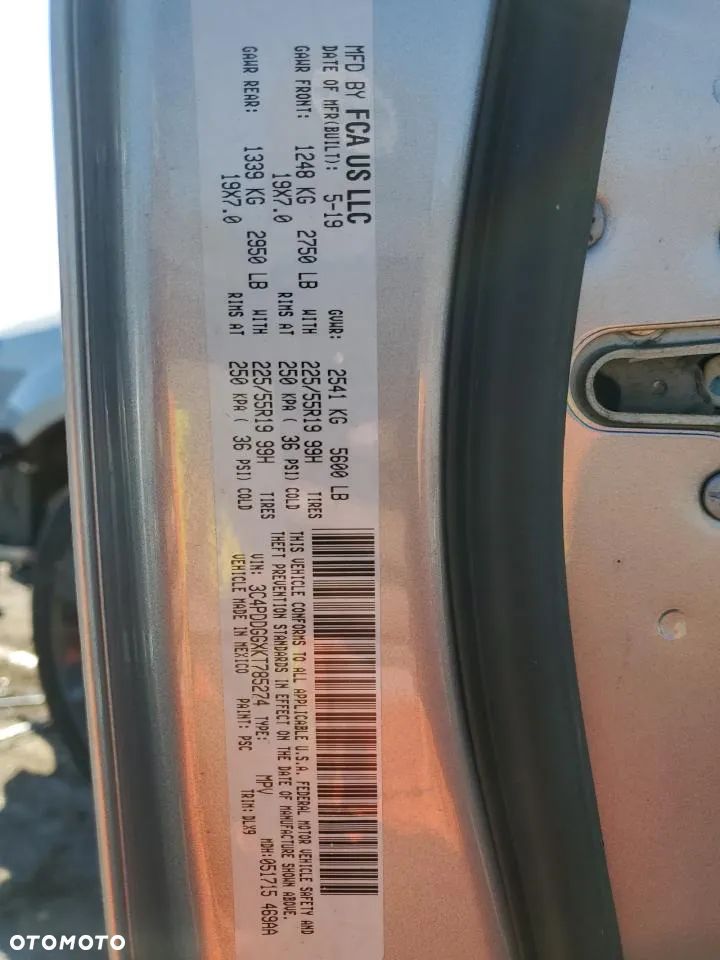 MFD BY FCA US LLC
DATE OF MFR(BUILT): 5-19 GVWR: 2541 KG 5600 LB
GAWR FRONT: 1248 KG 2750 LB WITH 225/55R19 99H TIRES
19X7.0 RIMS AT 250 KPA ( 36 PSI) COLD
GAWR REAR: 1339 KG 2950 LB WITH 225/55R19 99H TIRES
19X7.0 RIMS AT 250 KPA ( 36 PSI) COLD
THIS VEHICLE CONFORMS TO ALL APPLICABLE U.S.A. FEDERAL MOTOR VEHICLE SAFETY AND
THEFT PREVENTION STANDARDS IN EFFECT ON THE DATE OF MANUFACTURE SHOWN ABOVE.
VIN: 3C4PDDGGXKT785274 TYPE: MPV MDH:051715 469AA
VEHICLE MADE IN MEXICO PAINT: PSC TRIM: DLX9
OTOMOTO